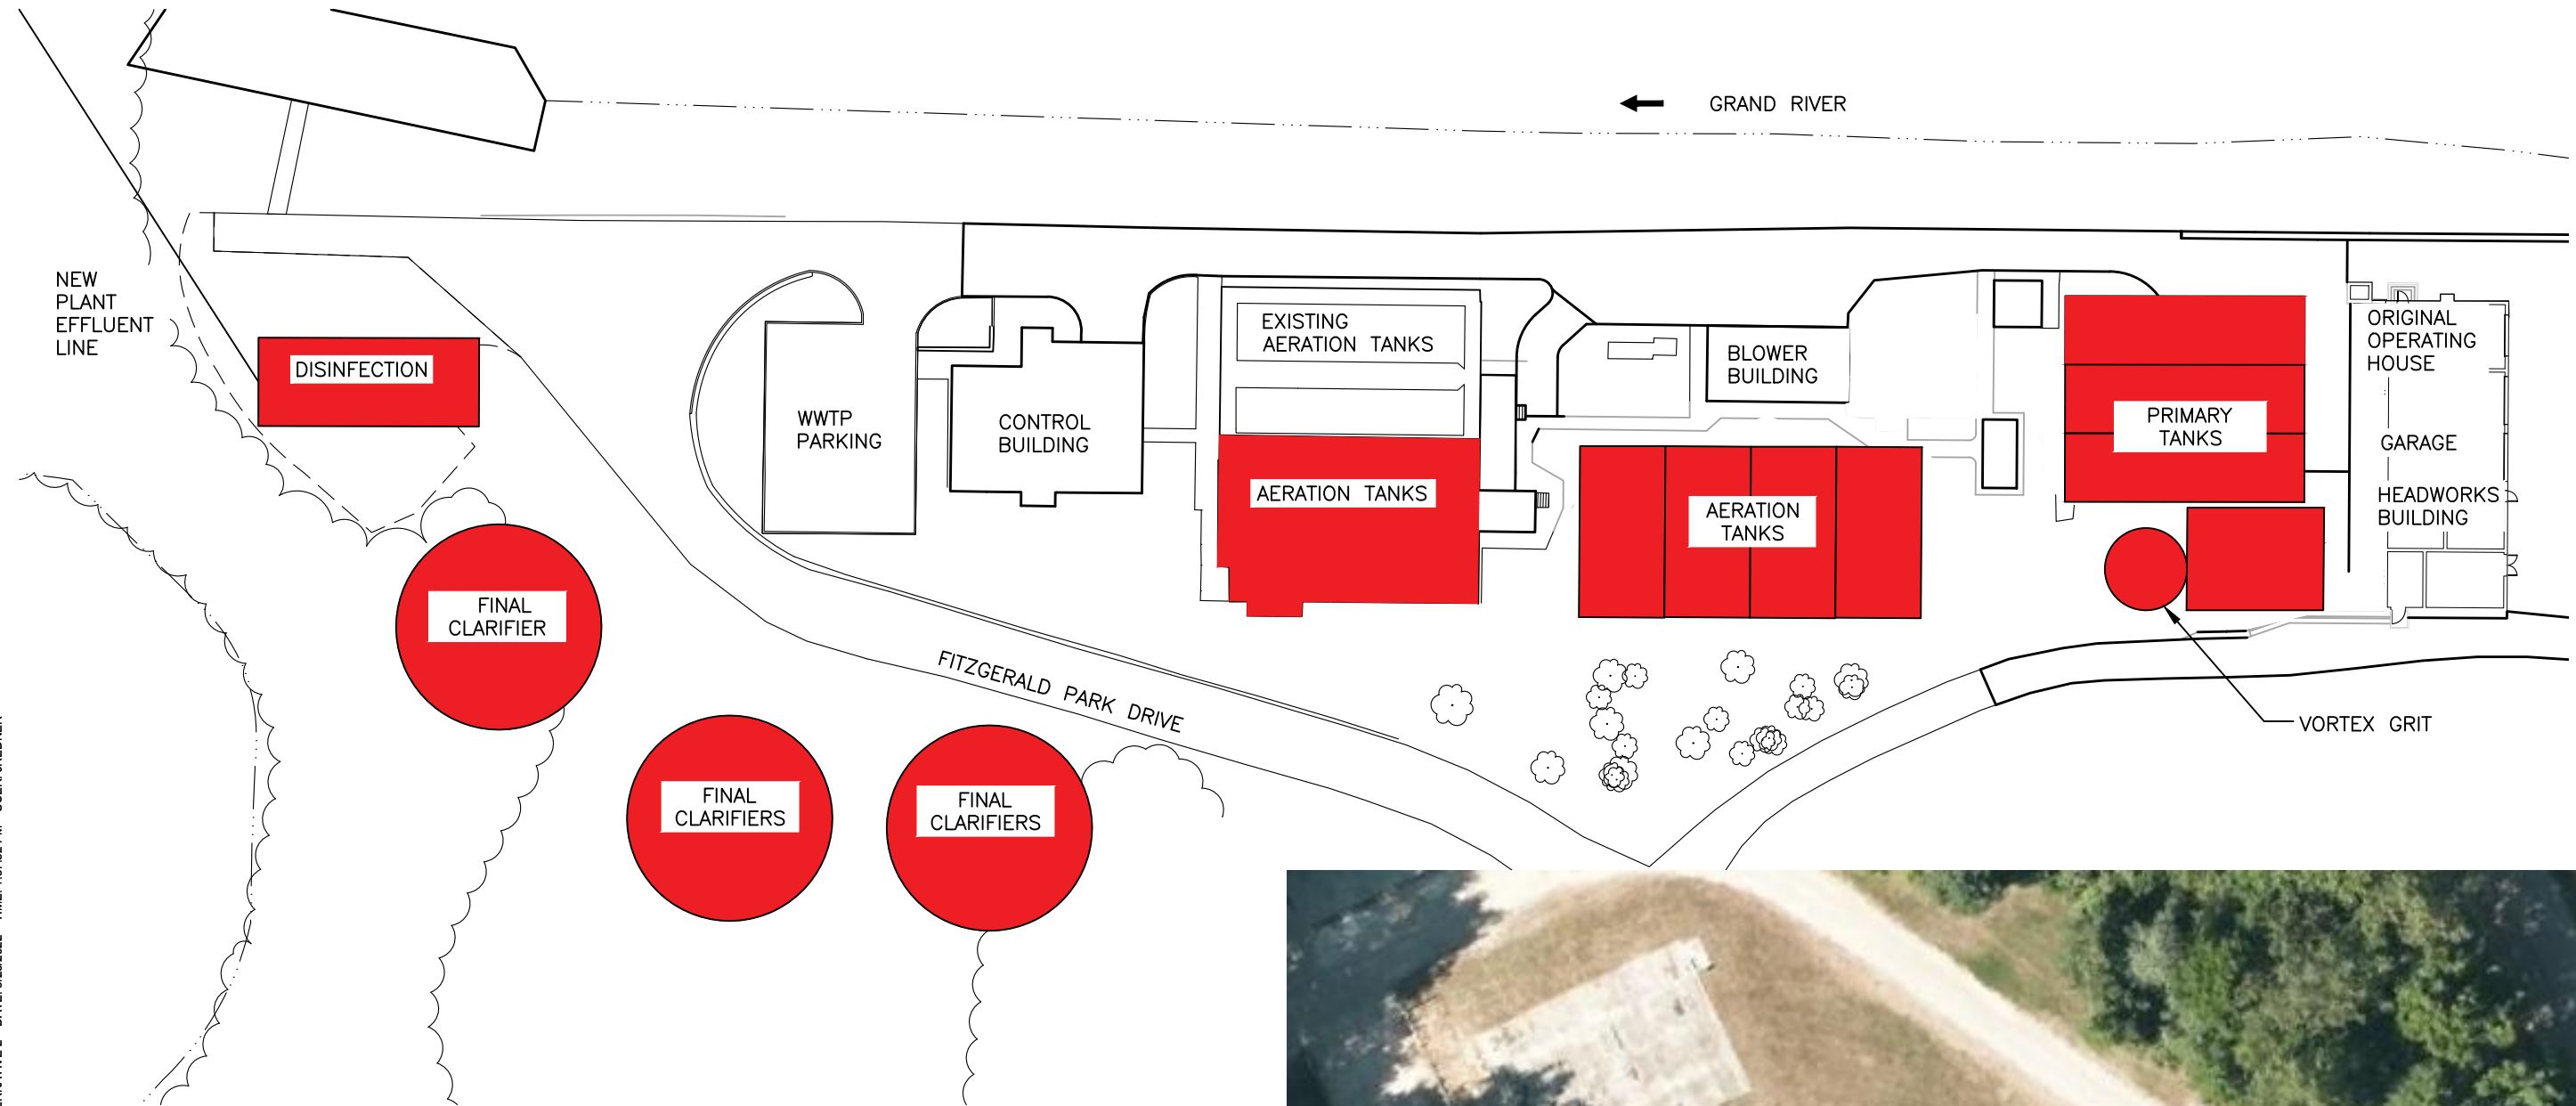 GRAND RIVER
NEW
PLANT
EFFLUENT
LINE
DISINFECTION
WWTP
PARKING
CONTROL
BUILDING
EXISTING
AERATION TANKS
AERATION TANKS
BLOWER
BUILDING
AERATION
TANKS
PRIMARY
TANKS
ORIGINAL
OPERATING
HOUSE
GARAGE
HEADWORKS
BUILDING
VORTEX GRIT
FINAL
CLARIFIER
FITZGERALD PARK DRIVE
FINAL
CLARIFIERS
FINAL
CLARIFIERS